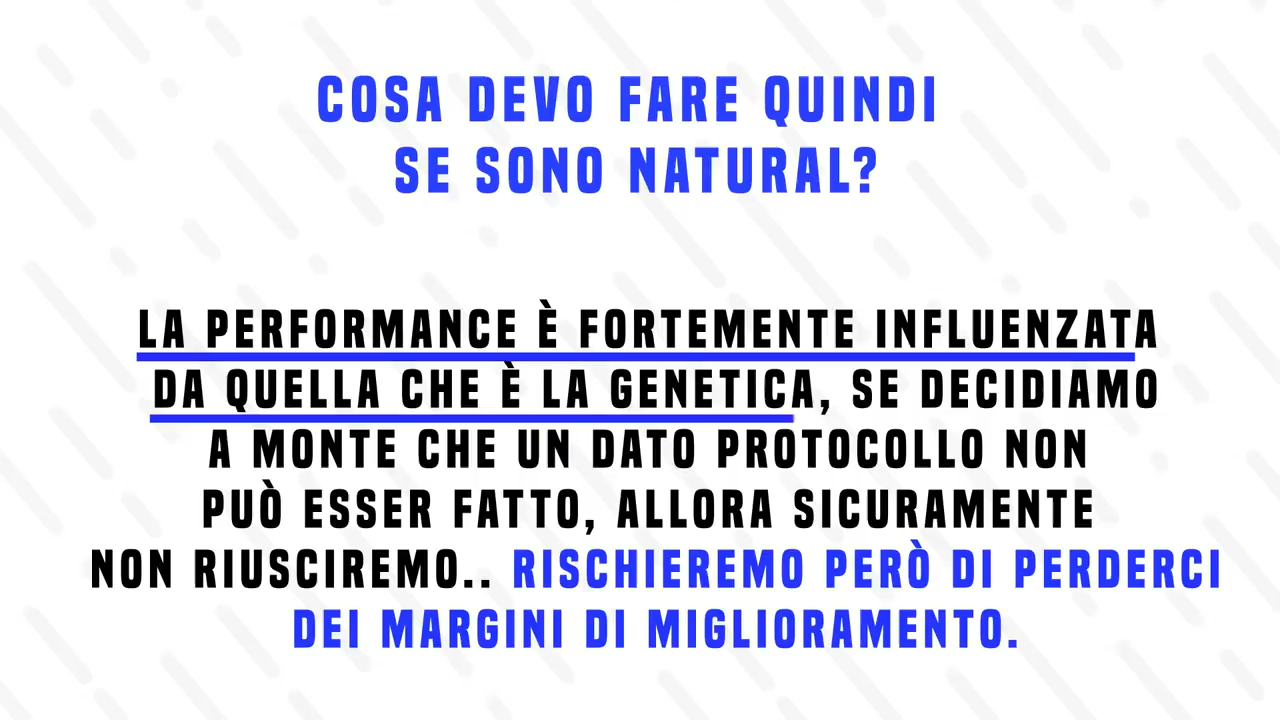 COSA DEVO FARE QUINDI
SE SONO NATURAL?
LA PERFORMANCE È FORTEMENTE INFLUENZATA
DA QUELLA CHE È LA GENETICA, SE DECIDIAMO
A MONTE CHE UN DATO PROTOCOLLO NON
PUÒ ESSER FATTO, ALLORA SICURAMENTE
NON RIUSCIREMO.. RISCHIEREMO PERÒ DI PERDERCI
DEI MARGINI DI MIGLIORAMENTO.